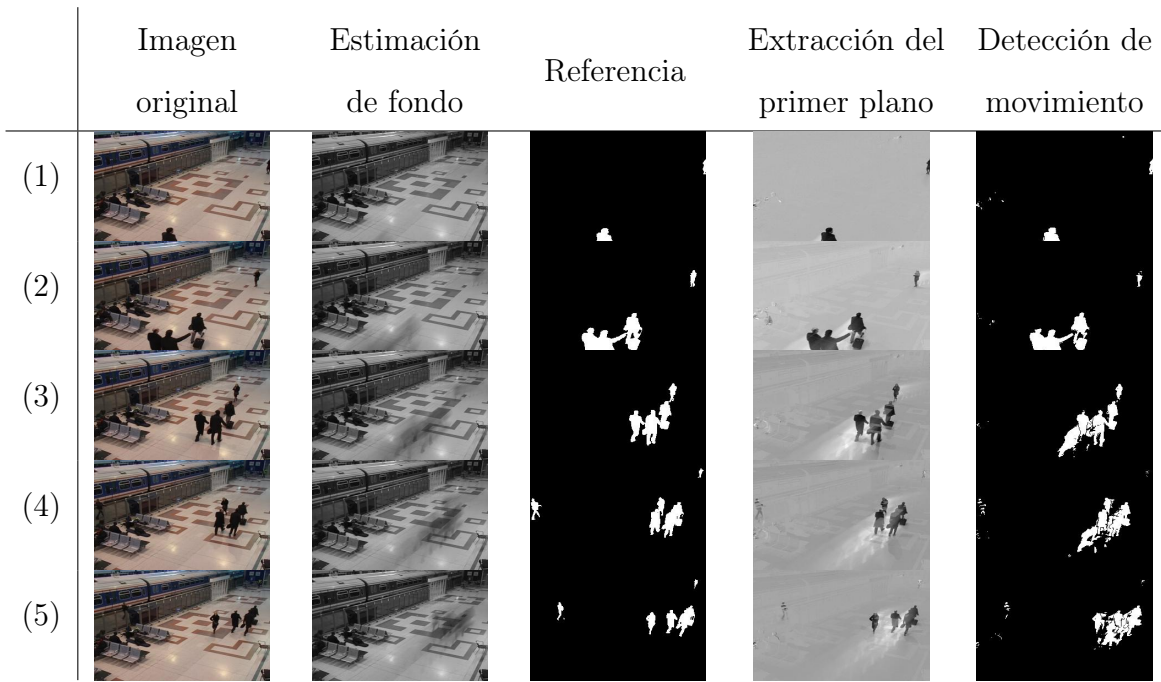 Imagen original
Estimación de fondo
Referencia
Extracción del primer plano
Detección de movimiento
(1)
(2)
(3)
(4)
(5)